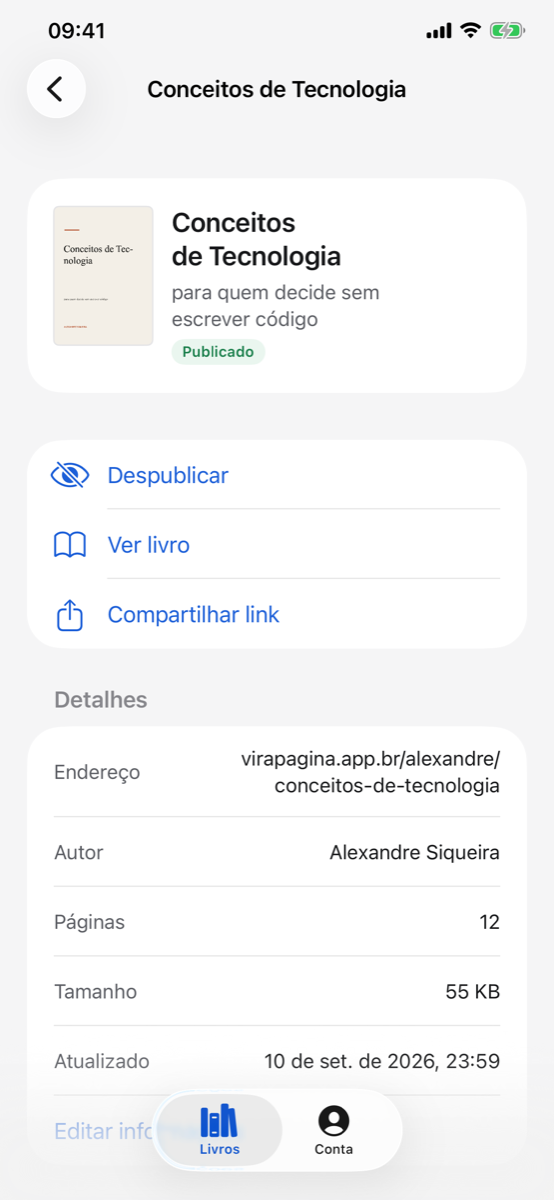 09:41
Conceitos de Tecnologia
Conceitos de Tec-
nologia
Conceitos
de Tecnologia
para quem decide sem
escrever código
Publicado
Despublicar
Ver livro
Compartilhar link
Detalhes
Endereço
virapagina.app.br/alexandre/
conceitos-de-tecnologia
Autor
Alexandre Siqueira
Páginas
12
Tamanho
55 KB
Atualizado
10 de set. de 2026, 23:59
Editar
Livros
Conta